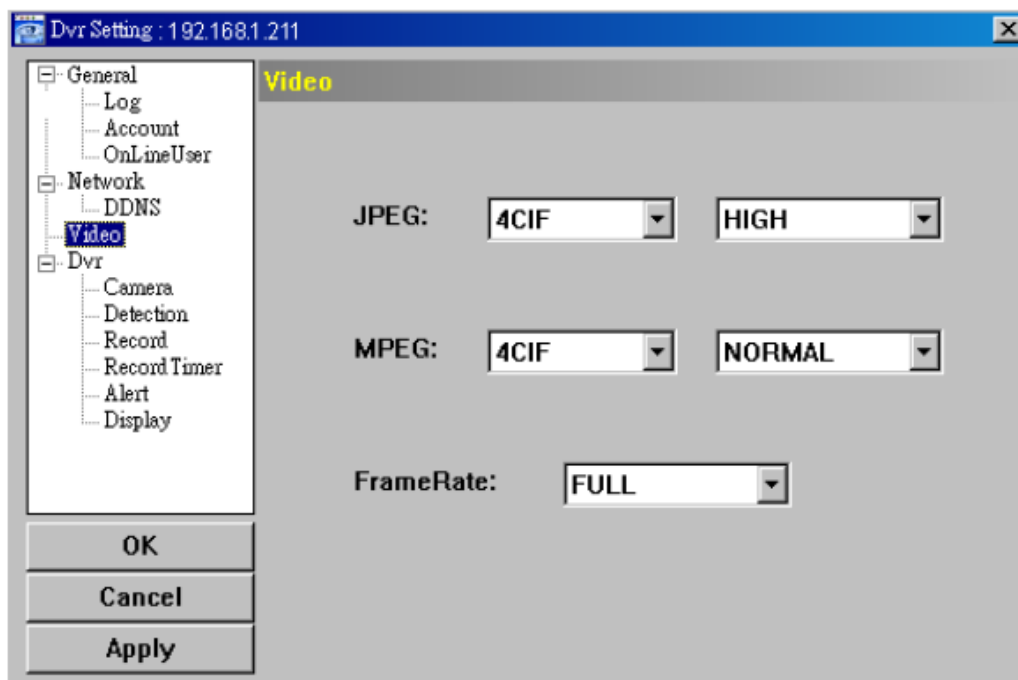 Dvr Setting : 192.168.1.211
General
Log
Account
OnLineUser
Network
DDNS
Video
Dvr
Camera
Detection
Record
Record Timer
Alert
Display
OK
Cancel
Apply
Video
JPEG: 4CIF HIGH
MPEG: 4CIF NORMAL
FrameRate: FULL